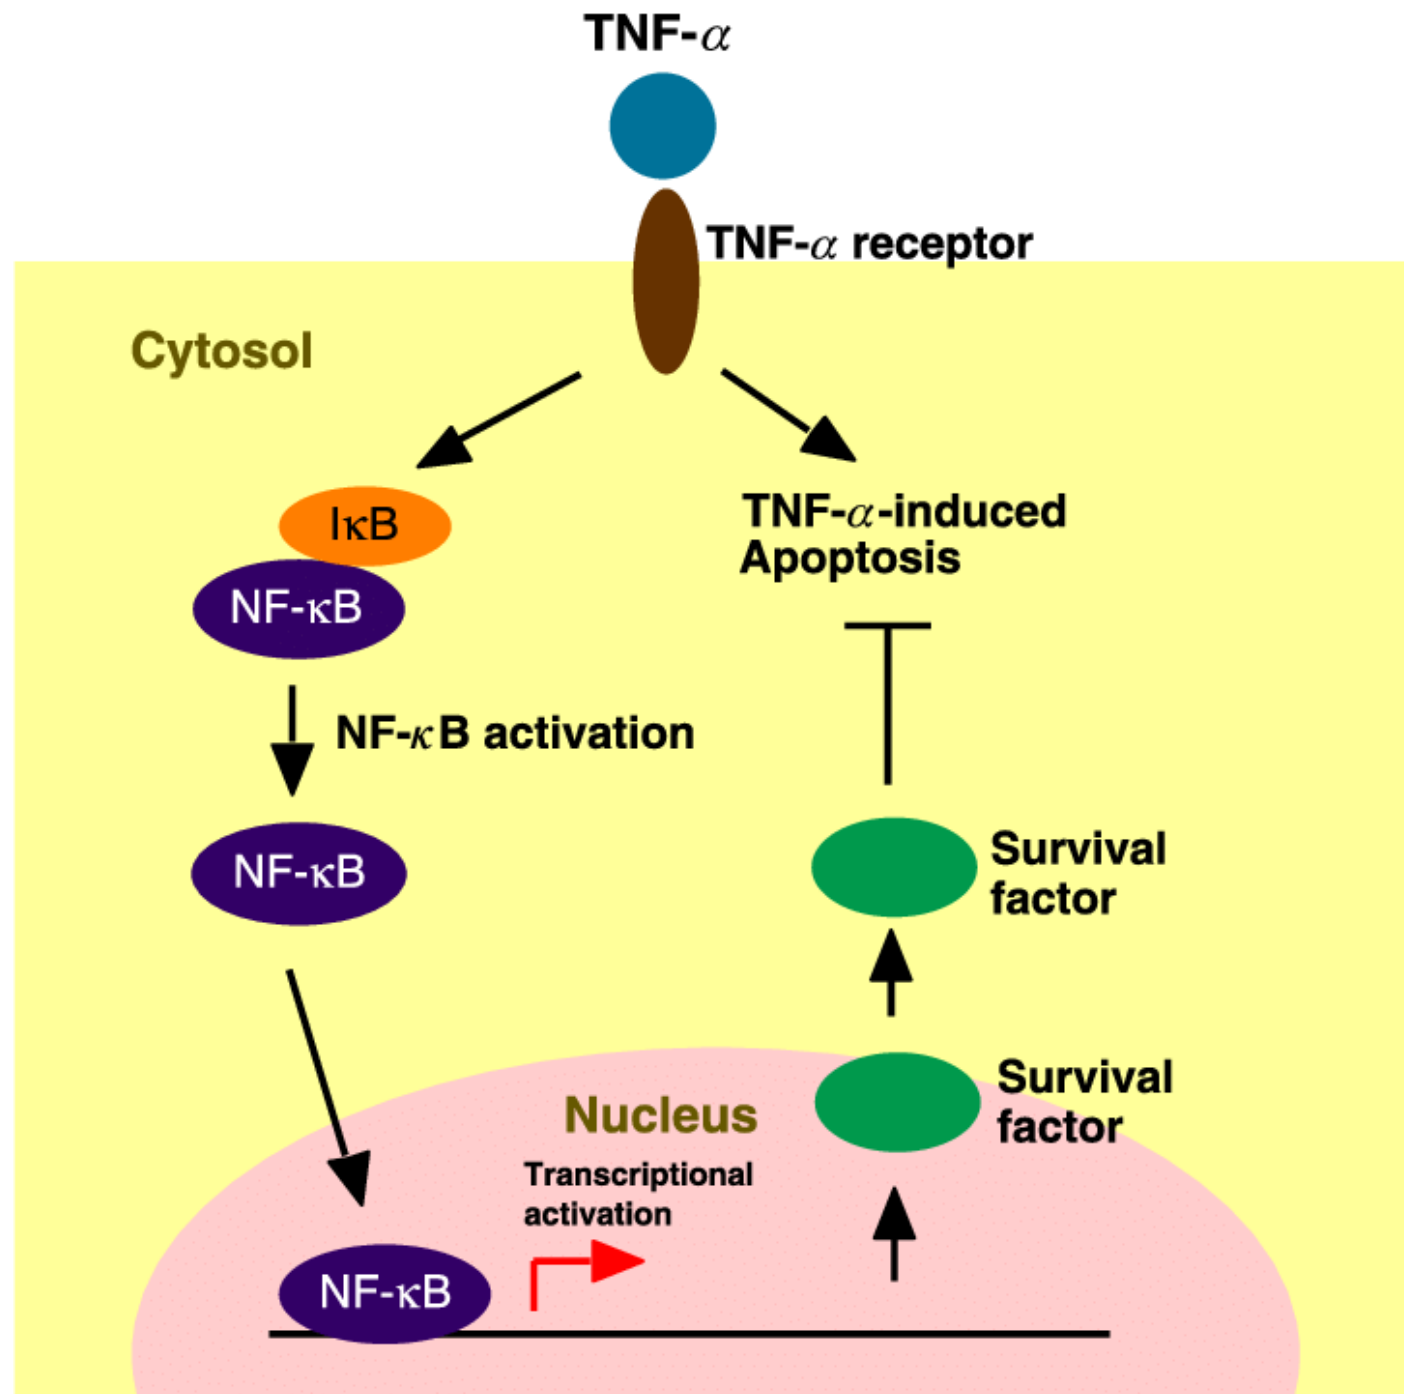 TNF-α
TNF-α receptor
Cytosol
IκB
NF-κB
TNF-α-induced
Apoptosis
NF-κB activation
NF-κB
Survival
factor
Nucleus
Survival
factor
Transcriptional
activation
NF-κB